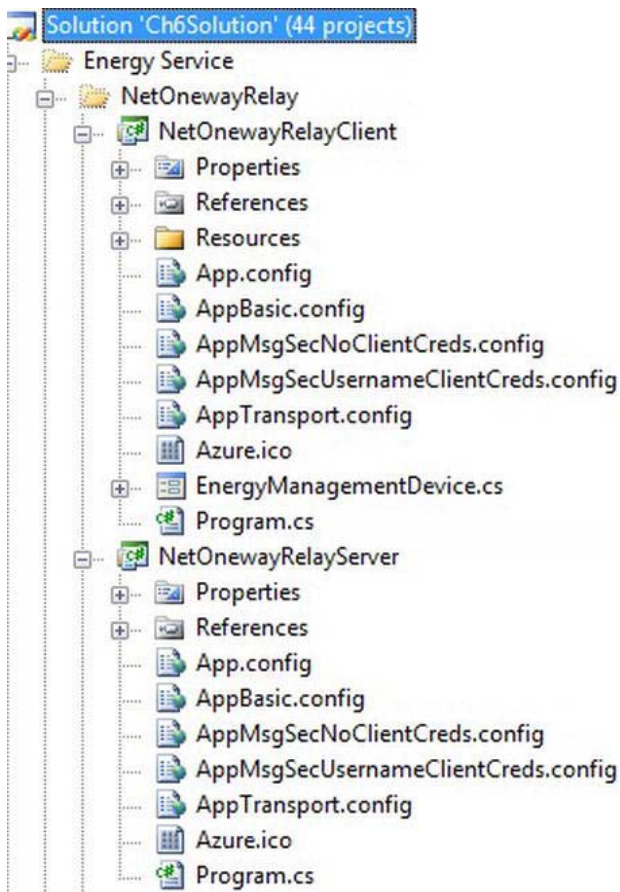 Solution 'Ch6Solution' (44 projects)
Energy Service
NetOnewayRelay
NetOnewayRelayClient
Properties
References
Resources
App.config
AppBasic.config
AppMsgSecNoClientCreds.config
AppMsgSecUsernameClientCreds.config
AppTransport.config
Azure.ico
EnergyManagementDevice.cs
Program.cs
NetOnewayRelayServer
Properties
References
App.config
AppBasic.config
AppMsgSecNoClientCreds.config
AppMsgSecUsernameClientCreds.config
AppTransport.config
Azure.ico
Program.cs